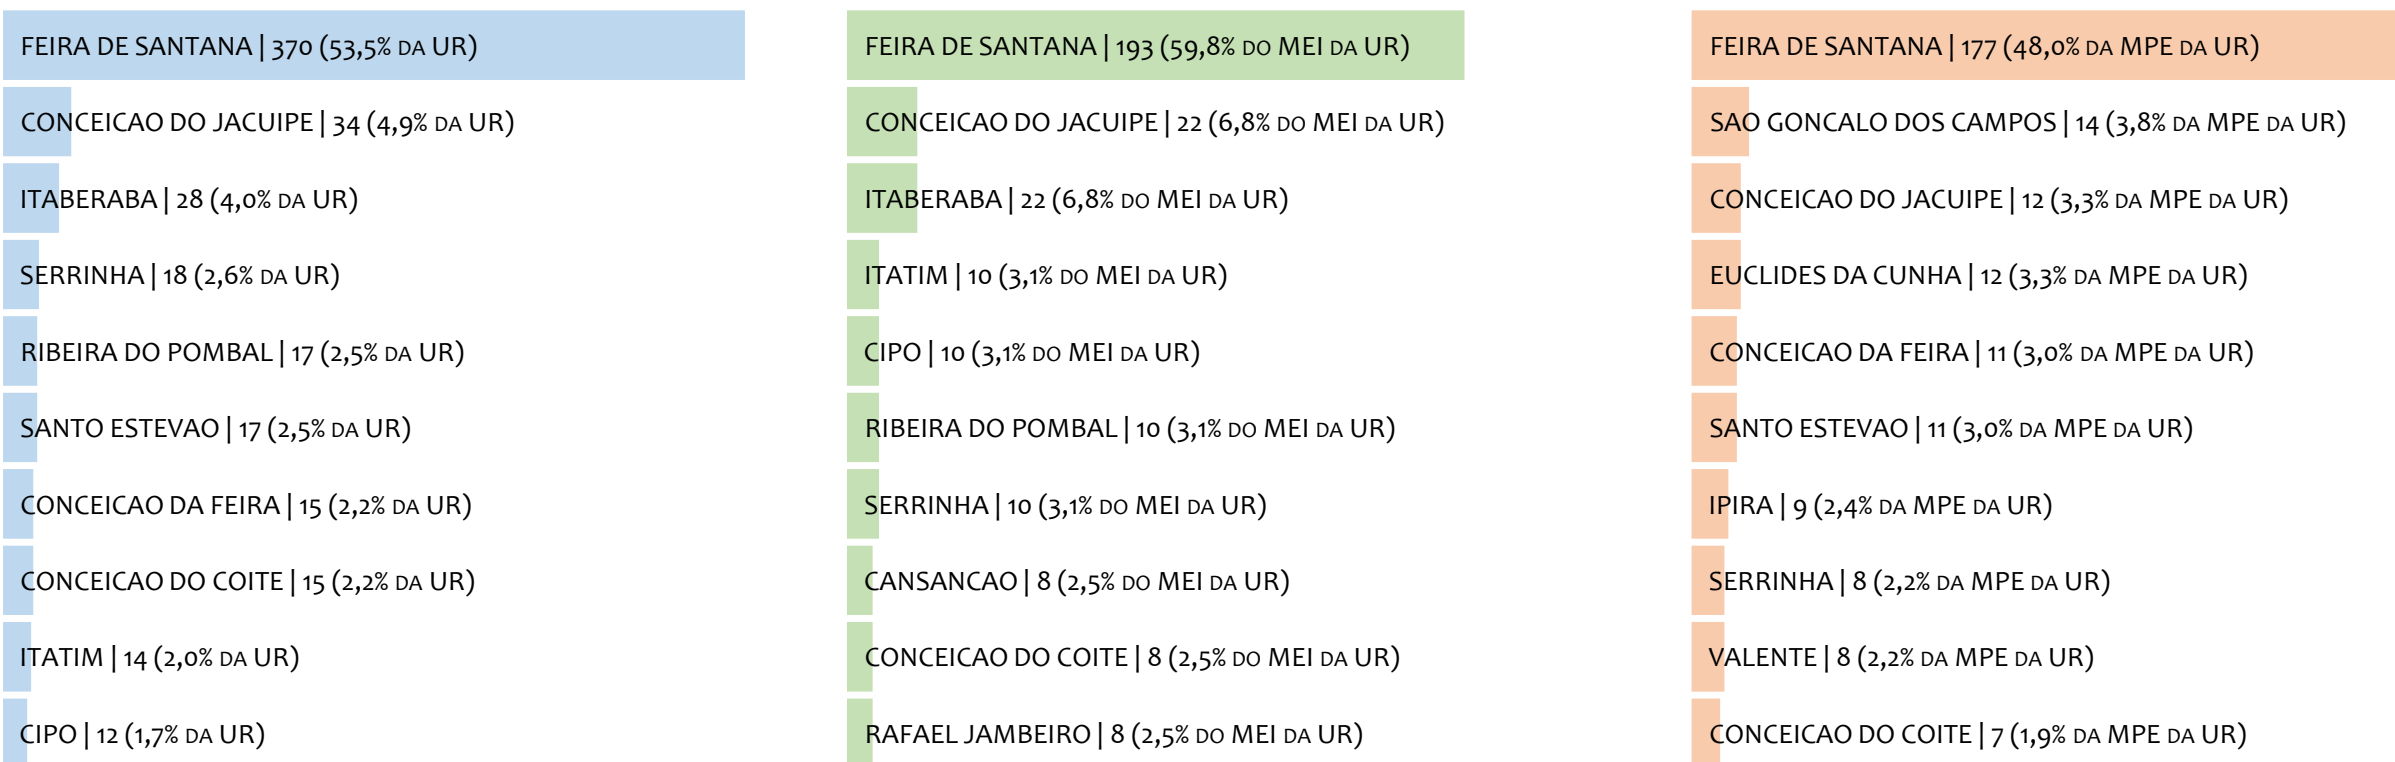 FEIRA DE SANTANA | 370 (53,5% DA UR)
CONCEICAO DO JACUIPE | 34 (4,9% DA UR)
ITABERABA | 28 (4,0% DA UR)
SERRINHA | 18 (2,6% DA UR)
RIBEIRA DO POMBAL | 17 (2,5% DA UR)
SANTO ESTEVAO | 17 (2,5% DA UR)
CONCEICAO DA FEIRA | 15 (2,2% DA UR)
CONCEICAO DO COITE | 15 (2,2% DA UR)
ITATIM | 14 (2,0% DA UR)
CIPO | 12 (1,7% DA UR)
FEIRA DE SANTANA | 193 (59,8% DO MEI DA UR)
CONCEICAO DO JACUIPE | 22 (6,8% DO MEI DA UR)
ITABERABA | 22 (6,8% DO MEI DA UR)
ITATIM | 10 (3,1% DO MEI DA UR)
CIPO | 10 (3,1% DO MEI DA UR)
RIBEIRA DO POMBAL | 10 (3,1% DO MEI DA UR)
SERRINHA | 10 (3,1% DO MEI DA UR)
CANSANCAO | 8 (2,5% DO MEI DA UR)
CONCEICAO DO COITE | 8 (2,5% DO MEI DA UR)
RAFAEL JAMBEIRO | 8 (2,5% DO MEI DA UR)
FEIRA DE SANTANA | 177 (48,0% DA MPE DA UR)
SAO GONCALO DOS CAMPOS | 14 (3,8% DA MPE DA UR)
CONCEICAO DO JACUIPE | 12 (3,3% DA MPE DA UR)
EUCLIDES DA CUNHA | 12 (3,3% DA MPE DA UR)
CONCEICAO DA FEIRA | 11 (3,0% DA MPE DA UR)
SANTO ESTEVAO | 11 (3,0% DA MPE DA UR)
IPIRA | 9 (2,4% DA MPE DA UR)
SERRINHA | 8 (2,2% DA MPE DA UR)
VALENTE | 8 (2,2% DA MPE DA UR)
CONCEICAO DO COITE | 7 (1,9% DA MPE DA UR)